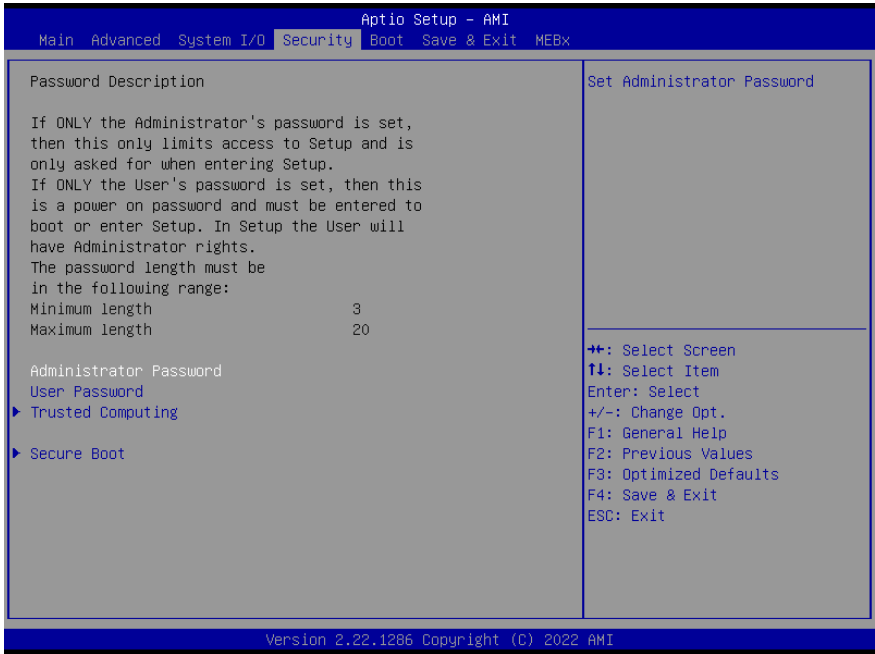 Aptio Setup – AMI
Main Advanced System I/O Security Boot Save & Exit MEBx
Password Description
If ONLY the Administrator's password is set,
then this only limits access to Setup and is
only asked for when entering Setup.
If ONLY the User's password is set, then this
is a power on password and must be entered to
boot or enter Setup. In Setup the User will
have Administrator rights.
The password length must be
in the following range:
Minimum length 3
Maximum length 20
Administrator Password
User Password
Trusted Computing
Secure Boot
Set Administrator Password
→←: Select Screen
↑↓: Select Item
Enter: Select
+/-: Change Opt.
F1: General Help
F2: Previous Values
F3: Optimized Defaults
F4: Save & Exit
ESC: Exit
Version 2.22.1286 Copyright (C) 2022 AMI